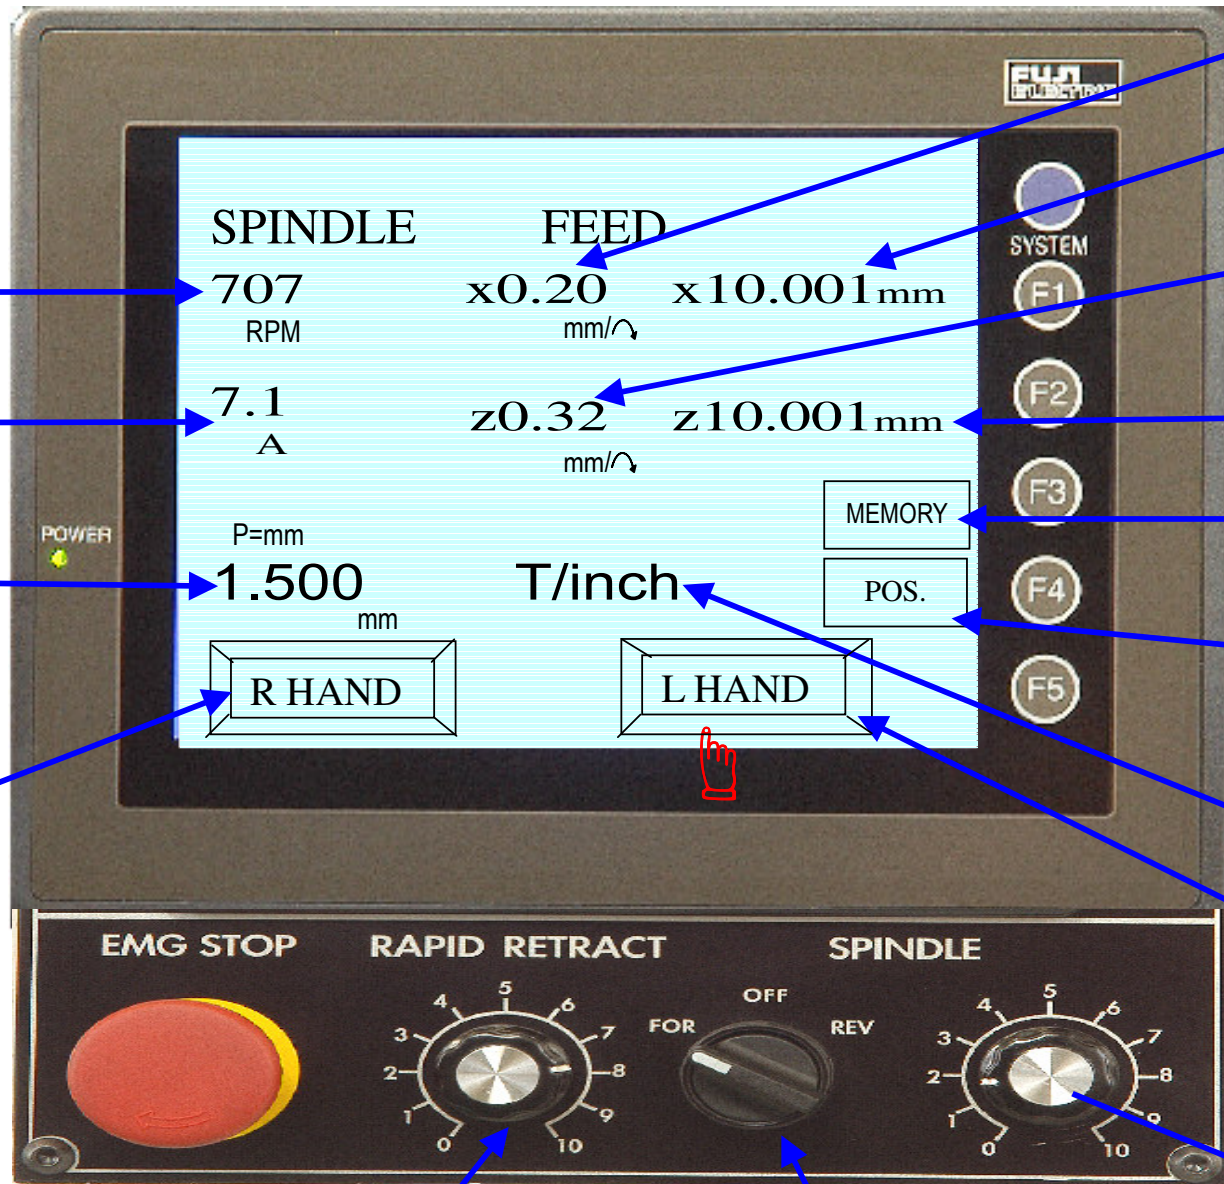 FUJI
ELECTRIC
SYSTEM
SPINDLE FEED
707 x0.20 x10.001mm
RPM mm/
F1
7.1 z0.32 z10.001mm
A mm/
F2
F3
MEMORY
POWER
P=mm
1.500 T/inch
mm
POS.
F4
R HAND L HAND
F5
EMG STOP RAPID RETRACT SPINDLE
0 1 2 3 4 5 6 7 8 9 10
FOR OFF REV
0 1 2 3 4 5 6 7 8 9 10